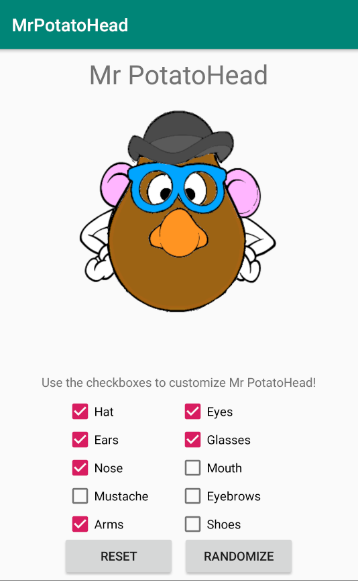 MrPotatoHead
Mr PotatoHead
Use the checkboxes to customize Mr PotatoHead!
Hat Eyes
Ears Glasses
Nose Mouth
Mustache Eyebrows
Arms Shoes
RESET RANDOMIZE